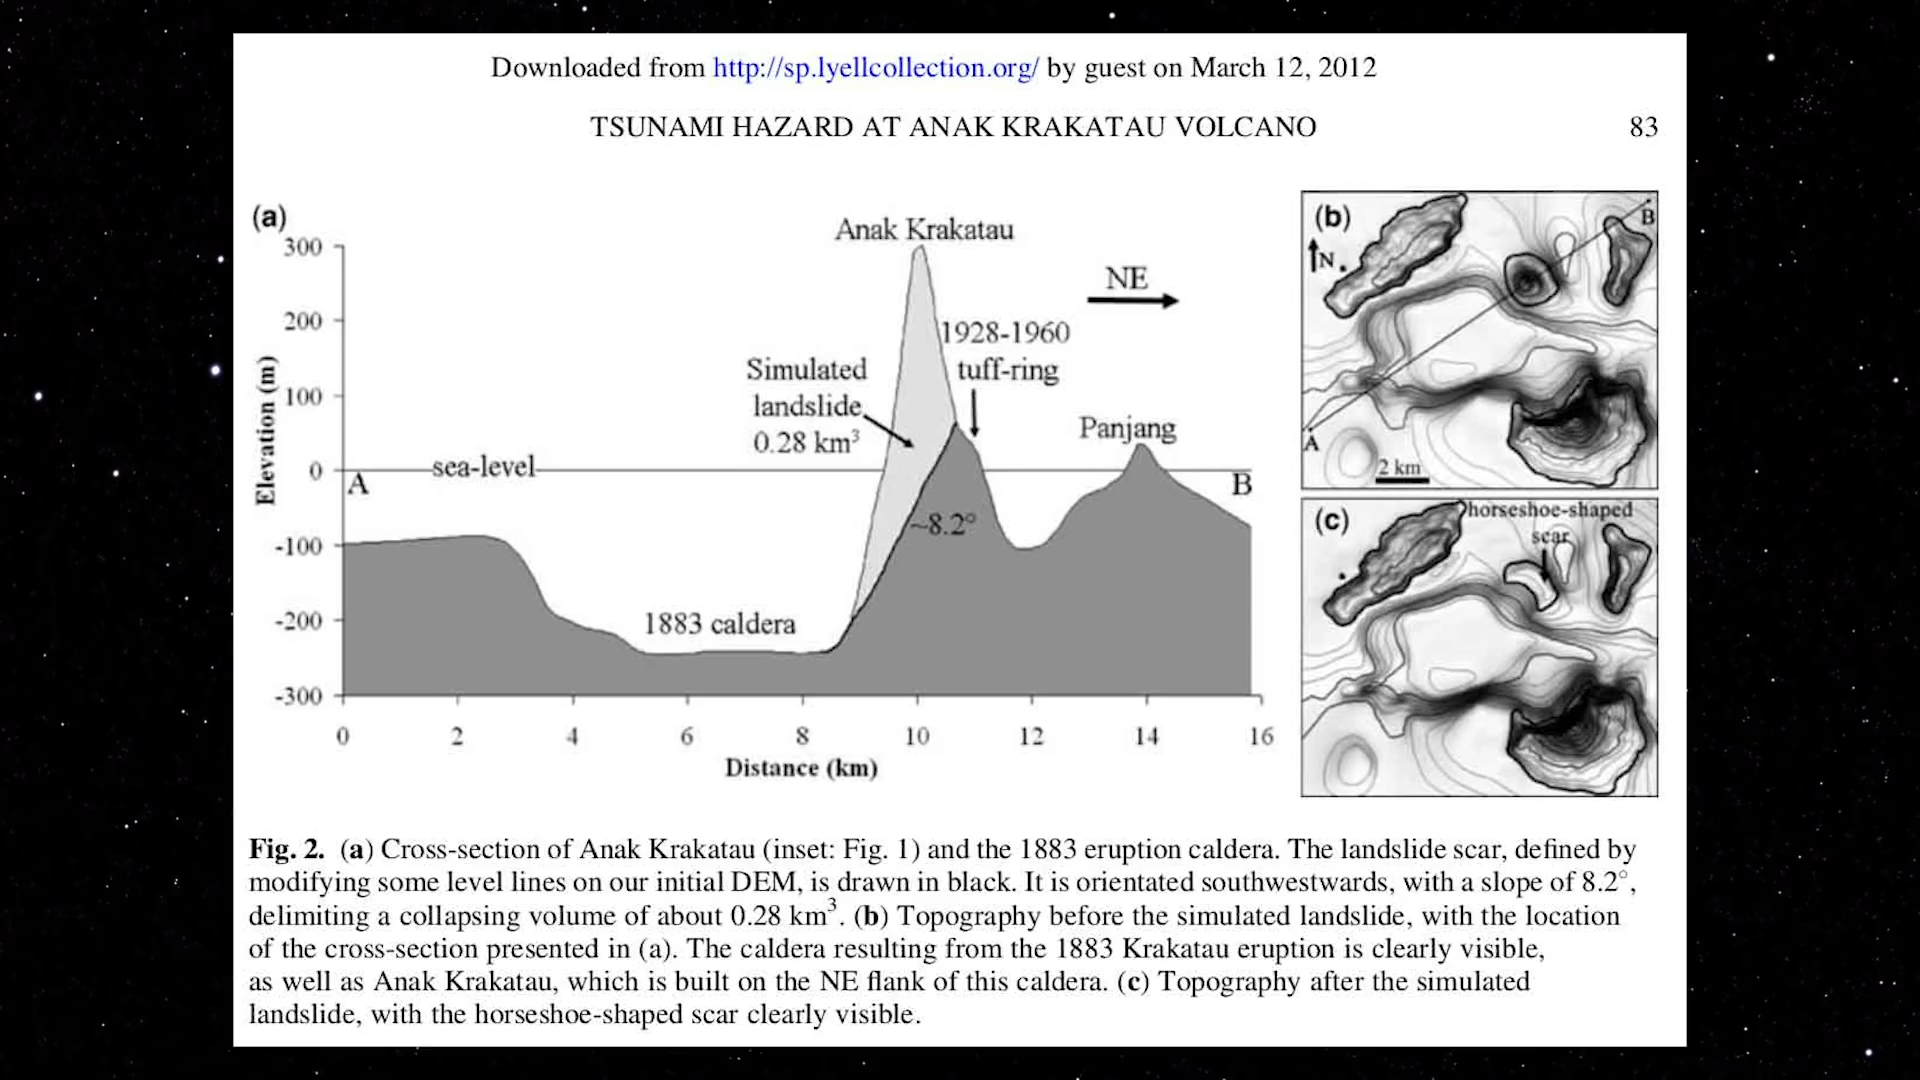 Downloaded from http://sp.lyellcollection.org/ by guest on March 12, 2012
TSUNAMI HAZARD AT ANAK KRAKATAU VOLCANO 83
(a)
Anak Krakatau
NE
1928-1960
tuff-ring
Simulated
landslide
0.28 km³
Panjang
sea-level
A
B
~8.2°
1883 caldera
Elevation (m)
300
200
100
0
-100
-200
-300
0 2 4 6 8 10 12 14 16
Distance (km)
(b)
B
N
A
2 km
(c)
horseshoe-shaped
scar
Fig. 2. (a) Cross-section of Anak Krakatau (inset: Fig. 1) and the 1883 eruption caldera. The landslide scar, defined by
modifying some level lines on our initial DEM, is drawn in black. It is orientated southwestwards, with a slope of 8.2°,
delimiting a collapsing volume of about 0.28 km³. (b) Topography before the simulated landslide, with the location
of the cross-section presented in (a). The caldera resulting from the 1883 Krakatau eruption is clearly visible,
as well as Anak Krakatau, which is built on the NE flank of this caldera. (c) Topography after the simulated
landslide, with the horseshoe-shaped scar clearly visible.